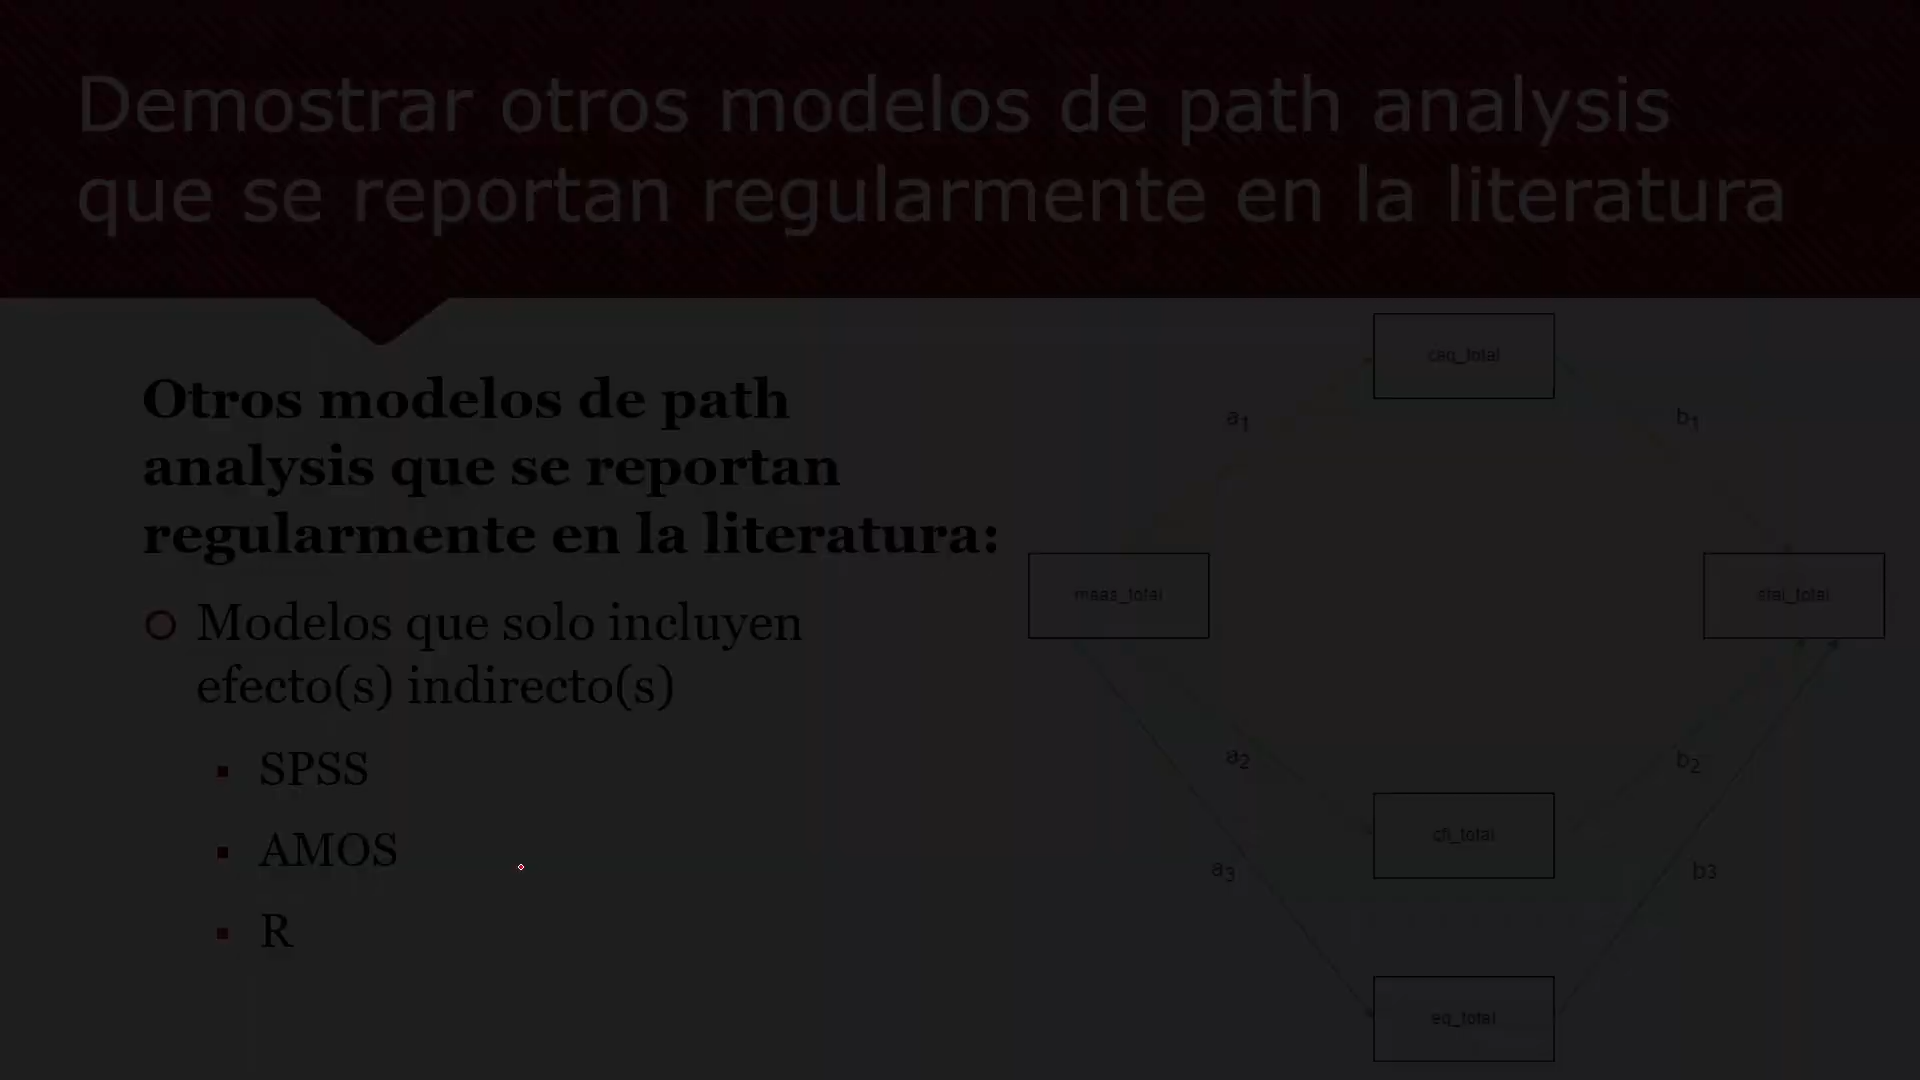 Demostrar otros modelos de path analysis
que se reportan regularmente en la literatura
Otros modelos de path
analysis que se reportan
regularmente en la literatura:
Modelos que solo incluyen
efecto(s) indirecto(s)
SPSS
AMOS
R
caq_total
a1
b1
maas_total
stai_total
a2
b2
cfi_total
a3
b3
eq_total